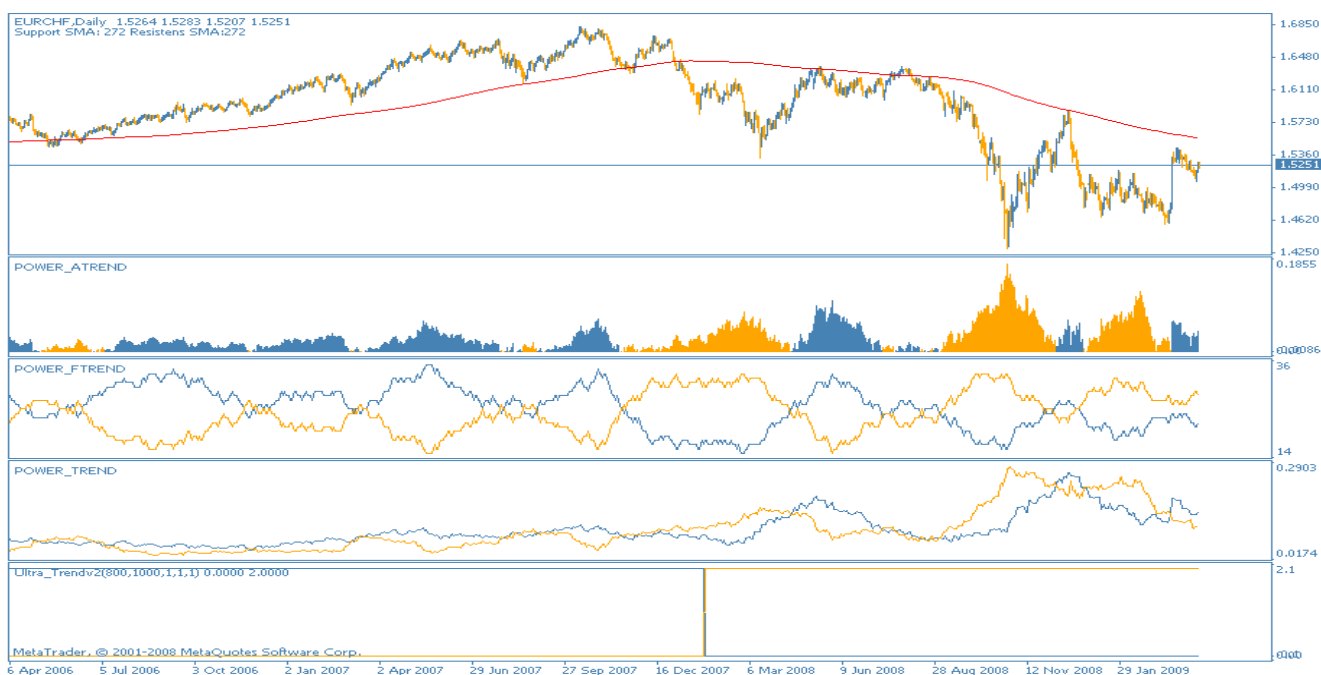 EURCHF,Daily 1.5264 1.5283 1.5207 1.5251
Support SMA: 272 Resistens SMA:272
1.6850
1.6480
1.6110
1.5730
1.5360
1.5251
1.4990
1.4620
1.4250
POWER_ATREND
0.1855
POWER_FTREND
36
14
POWER_TREND
0.2903
0.0174
Ultra_Trendv2(800,1000,1,1,1) 0.0000 2.0000
2.1
MetaTrader, © 2001-2008 MetaQuotes Software Corp.
6 Apr 2006 5 Jul 2006 3 Oct 2006 2 Jan 2007 2 Apr 2007 29 Jun 2007 27 Sep 2007 16 Dec 2007 6 Mar 2008 9 Jun 2008 28 Aug 2008 12 Nov 2008 29 Jan 2009